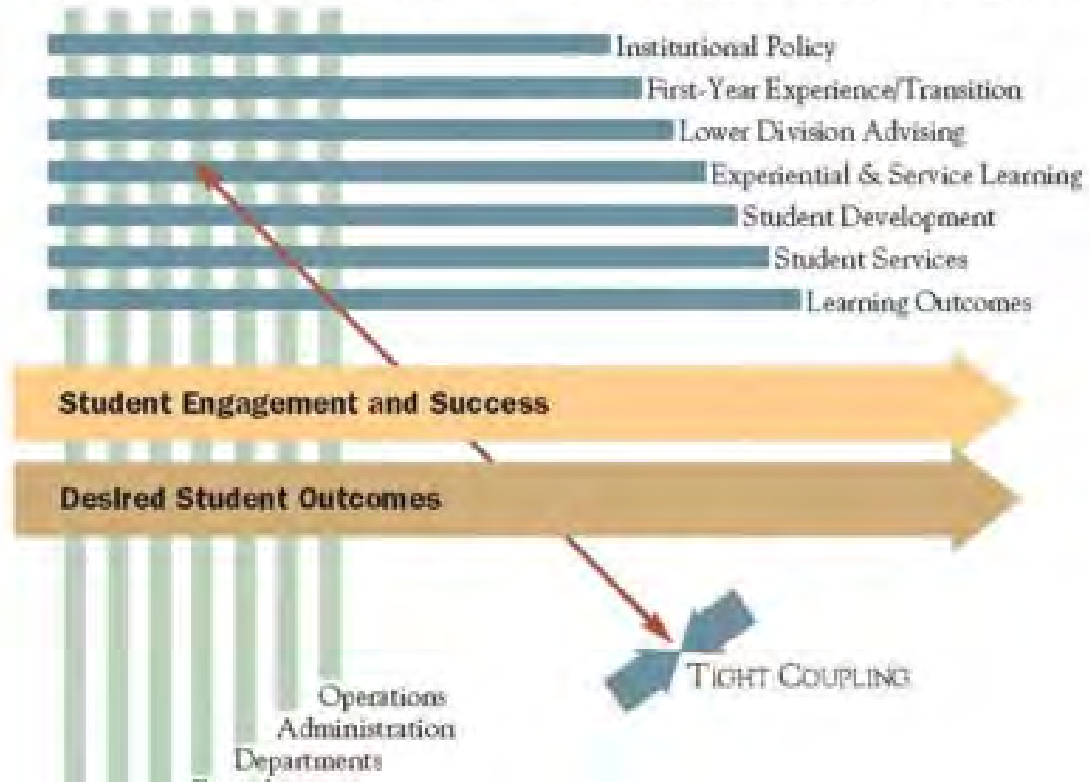 Institutional Policy
First-Year Experience/Transition
Lower Division Advising
Experiential & Service Learning
Student Development
Student Services
Learning Outcomes
Student Engagement and Success
Desired Student Outcomes
TIGHT COUPLING
Operations
Administration
Departments